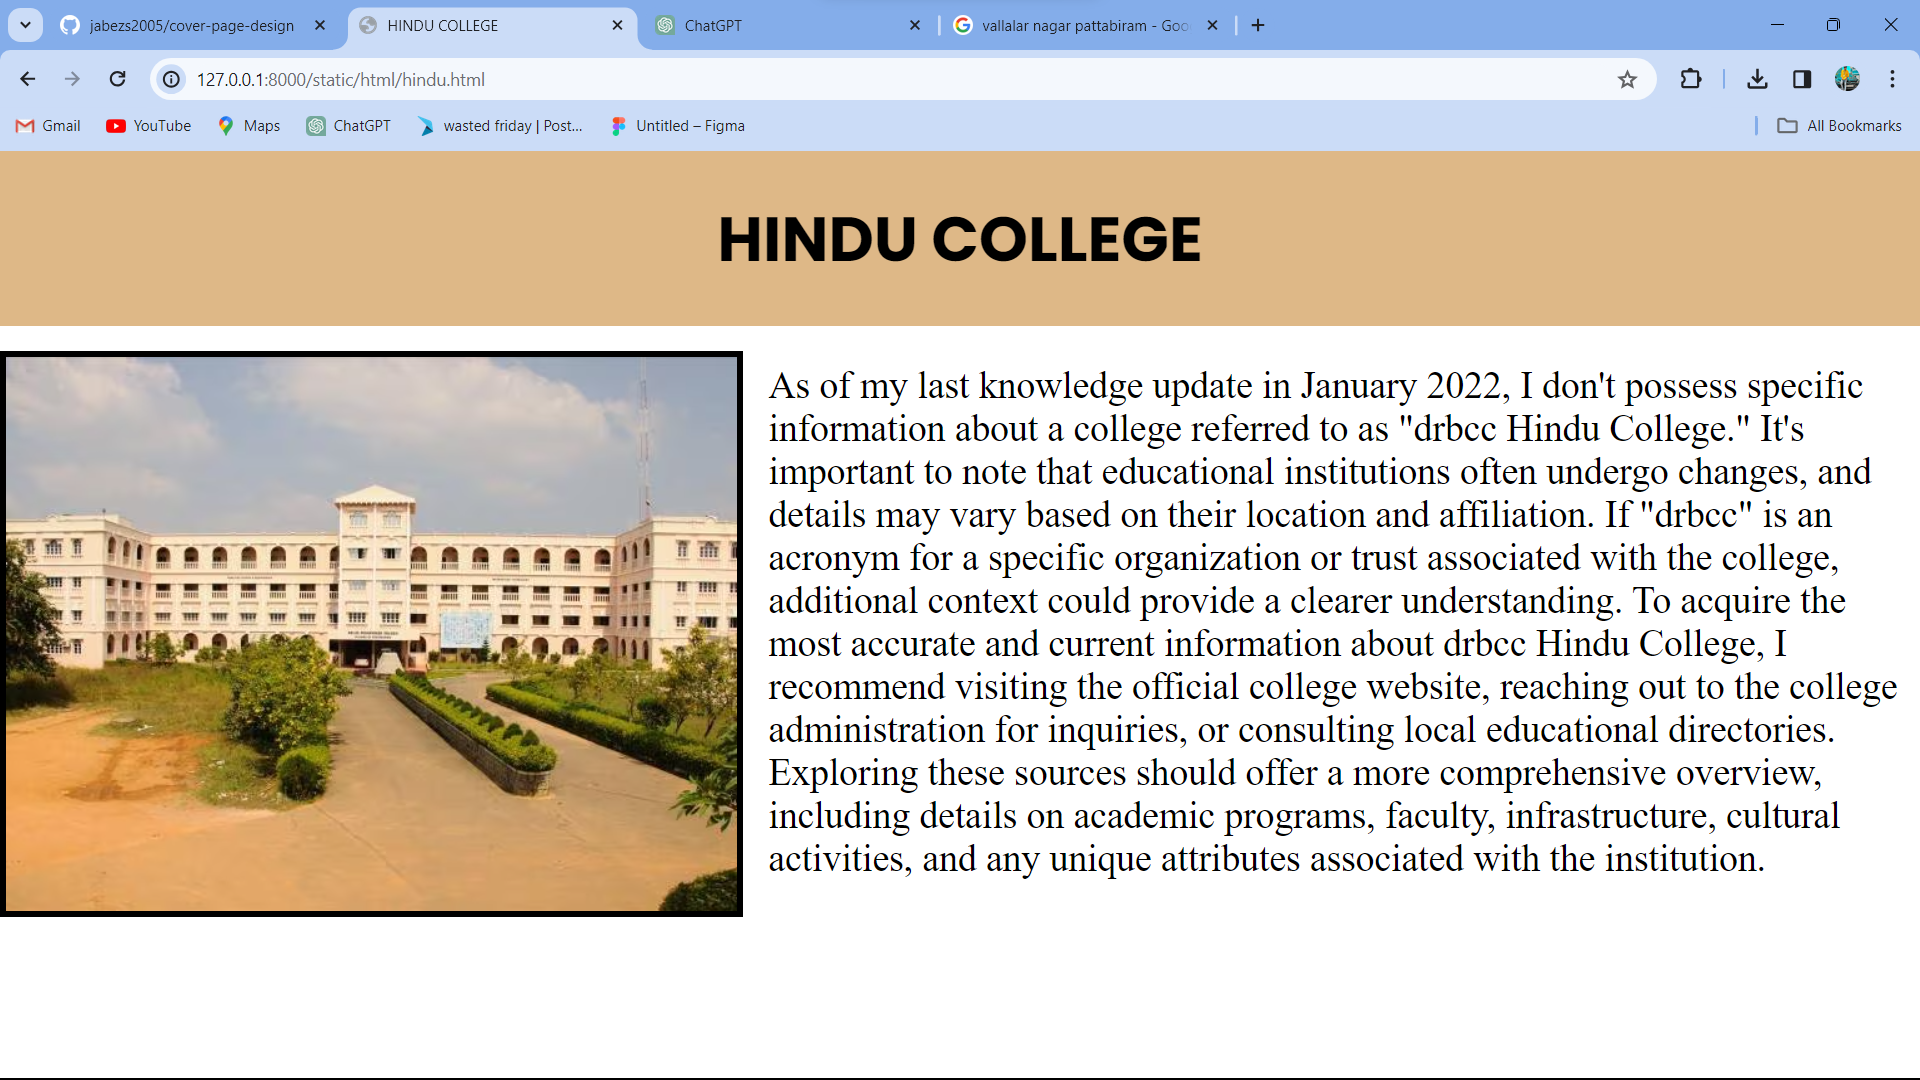 jabezs2005/cover-page-design
HINDU COLLEGE
ChatGPT
vallalar nagar pattabiram - Goo
127.0.0.1:8000/static/html/hindu.html
Gmail
YouTube
Maps
ChatGPT
wasted friday | Post...
Untitled – Figma
All Bookmarks
HINDU COLLEGE
As of my last knowledge update in January 2022, I don't possess specific
information about a college referred to as "drbcc Hindu College." It's
important to note that educational institutions often undergo changes, and
details may vary based on their location and affiliation. If "drbcc" is an
acronym for a specific organization or trust associated with the college,
additional context could provide a clearer understanding. To acquire the
most accurate and current information about drbcc Hindu College, I
recommend visiting the official college website, reaching out to the college
administration for inquiries, or consulting local educational directories.
Exploring these sources should offer a more comprehensive overview,
including details on academic programs, faculty, infrastructure, cultural
activities, and any unique attributes associated with the institution.